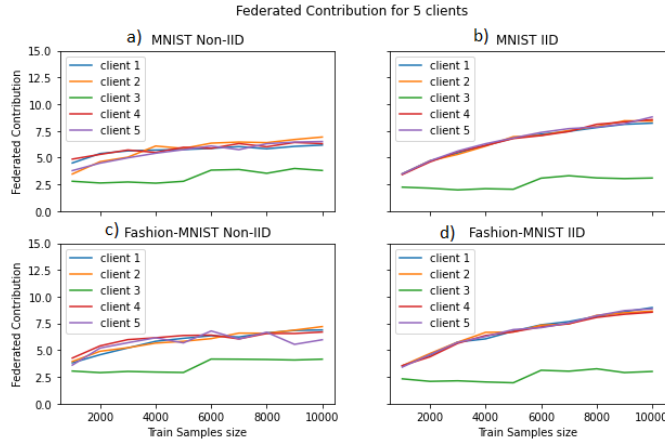 Federated Contribution for 5 clients
a) MNIST Non-IID
15.0
12.5
10.0
7.5
5.0
2.5
0.0
Federated Contribution
client 1
client 2
client 3
client 4
client 5
b) MNIST IID
client 1
client 2
client 3
client 4
client 5
c) Fashion-MNIST Non-IID
15.0
12.5
10.0
7.5
5.0
2.5
0.0
Federated Contribution
client 1
client 2
client 3
client 4
client 5
2000 4000 6000 8000 10000
Train Samples size
d) Fashion-MNIST IID
client 1
client 2
client 3
client 4
client 5
2000 4000 6000 8000 10000
Train Samples size